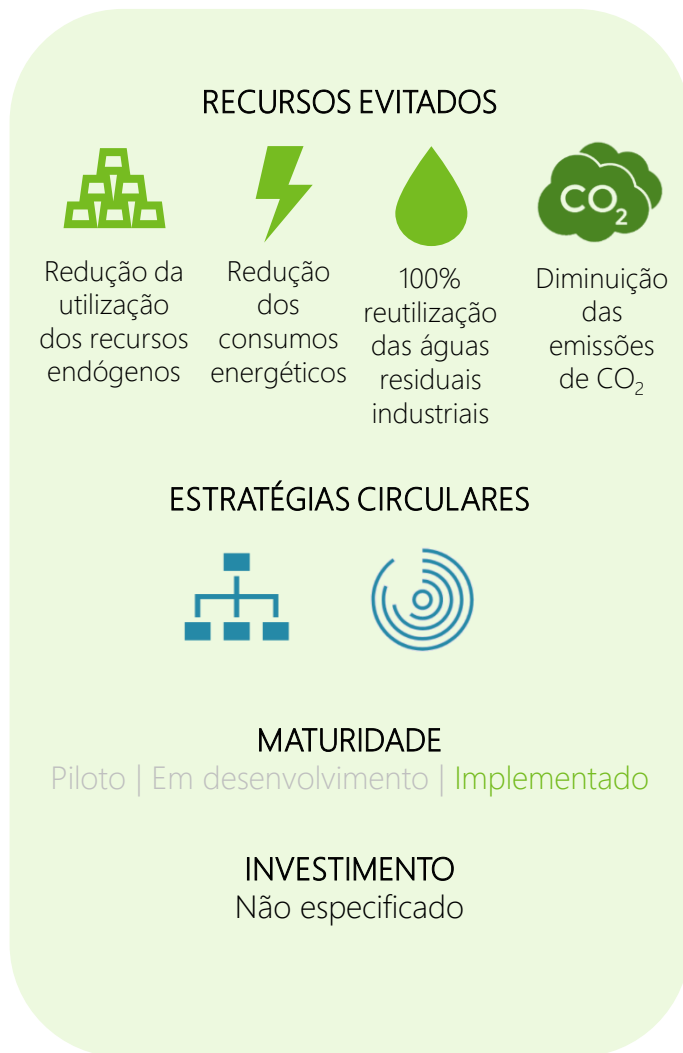 RECURSOS EVITADOS
CO2
Redução da
utilização
dos recursos
endógenos
Redução
dos
consumos
energéticos
100%
reutilização
das águas
residuais
industriais
Diminuição
das
emissões
de CO2
ESTRATÉGIAS CIRCULARES
MATURIDADE
Piloto | Em desenvolvimento | Implementado
INVESTIMENTO
Não especificado